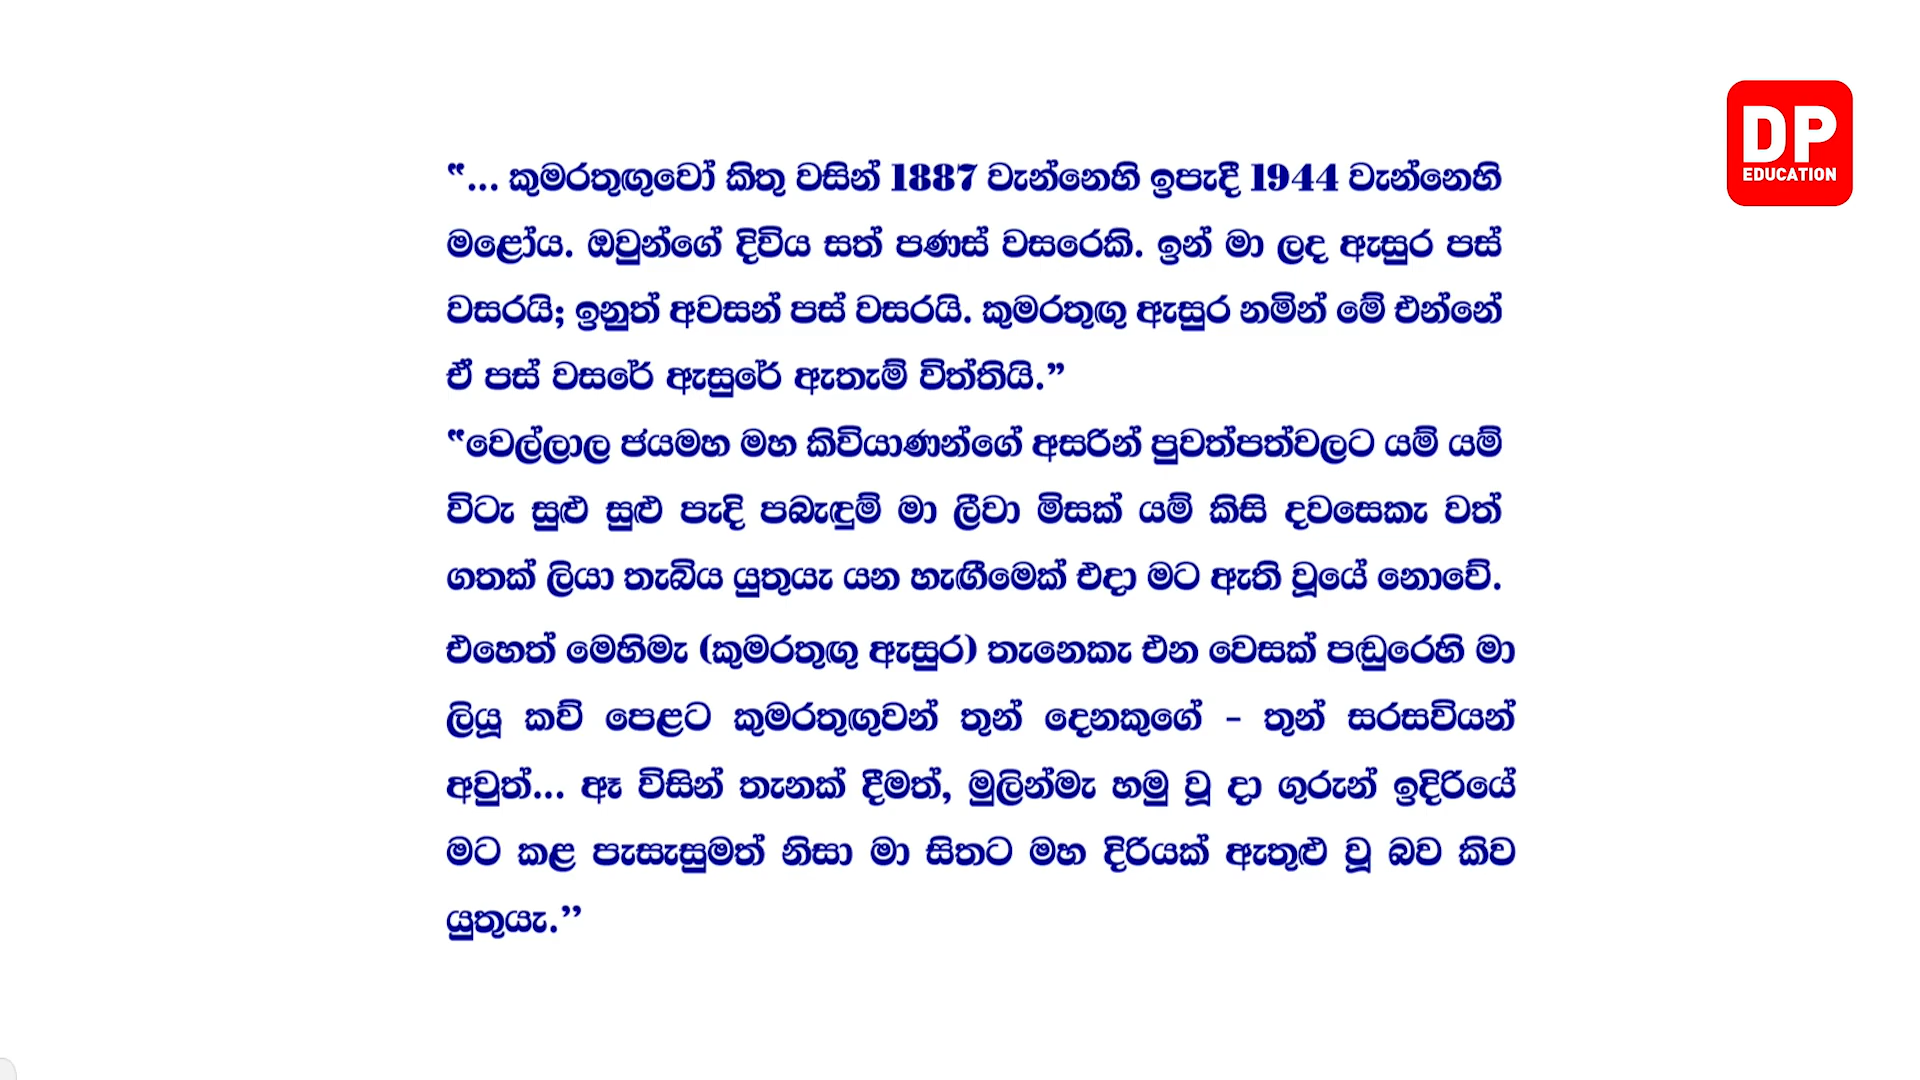 DP
EDUCATION
“... කුමරතුඟුවෝ කිතු වසින් 1887 වැන්නෙහි ඉපැදී 1944 වැන්නෙහි
මළෝය. ඔවුන්ගේ දිවිය සත් පණස් වසරෙකි. ඉන් මා ලද ඇසුර පස්
වසරයි; ඉනුත් අවසන් පස් වසරයි. කුමරතුඟු ඇසුර නමින් මේ එන්නේ
ඒ පස් වසරේ ඇසුරේ ඇතැම් විත්තියි.”
“වෙල්ලාල ජයමහ මහ කිවියාණන්ගේ අසරින් පුවත්පත්වලට යම් යම්
විටැ සුළු සුළු පැදි පබැඳුම් මා ලීවා මිසක් යම් කිසි දවසෙකැ වත්
ගතක් ලියා තැබිය යුතුයැ යන හැඟීමෙක් එදා මට ඇති වූයේ නොවේ.
එහෙත් මෙහිමැ (කුමරතුඟු ඇසුර) තැනෙකැ එන වෙසක් පඬුරෙහි මා
ලියූ කව් පෙළට කුමරතුඟුවන් තුන් දෙනකුගේ - තුන් සරසවියන්
අවුත්... ඈ විසින් තැනක් දීමත්, මුලින්මැ හමු වූ දා ගුරුන් ඉදිරියේ
මට කළ පැසැසුමත් නිසා මා සිතට මහ දිරියක් ඇතුළු වූ බව කිව
යුතුයැ.’’